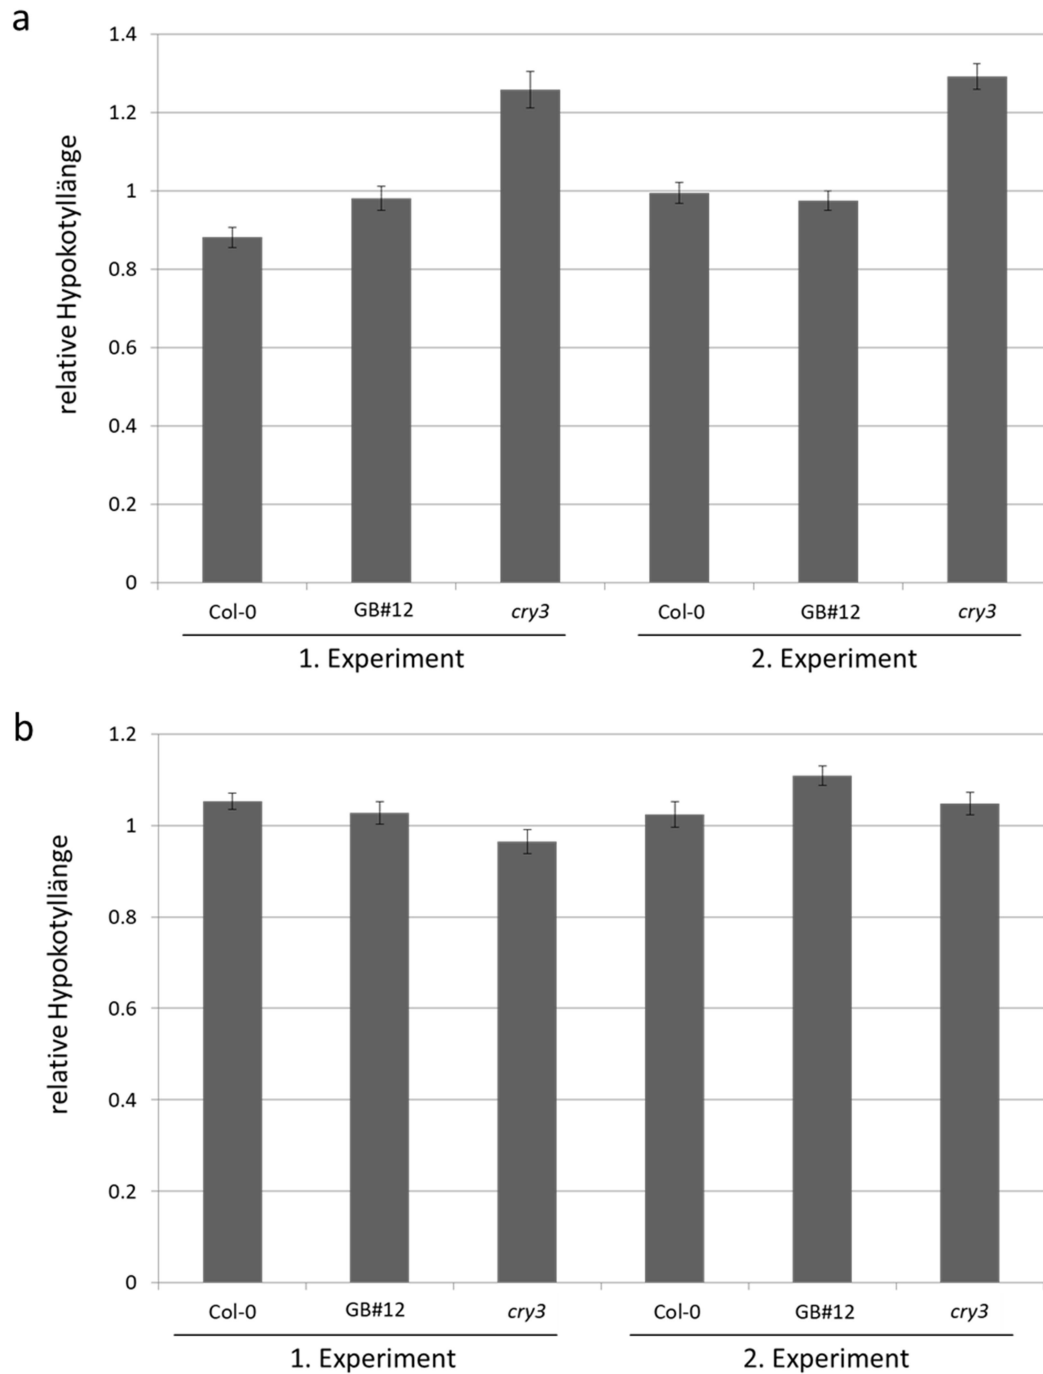 a
relative Hypokotyllänge
1.4
1.2
1
0.8
0.6
0.4
0.2
0
Col-0 GB#12 cry3 Col-0 GB#12 cry3
1. Experiment 2. Experiment
b
relative Hypokotyllänge
1.2
1
0.8
0.6
0.4
0.2
0
Col-0 GB#12 cry3 Col-0 GB#12 cry3
1. Experiment 2. Experiment